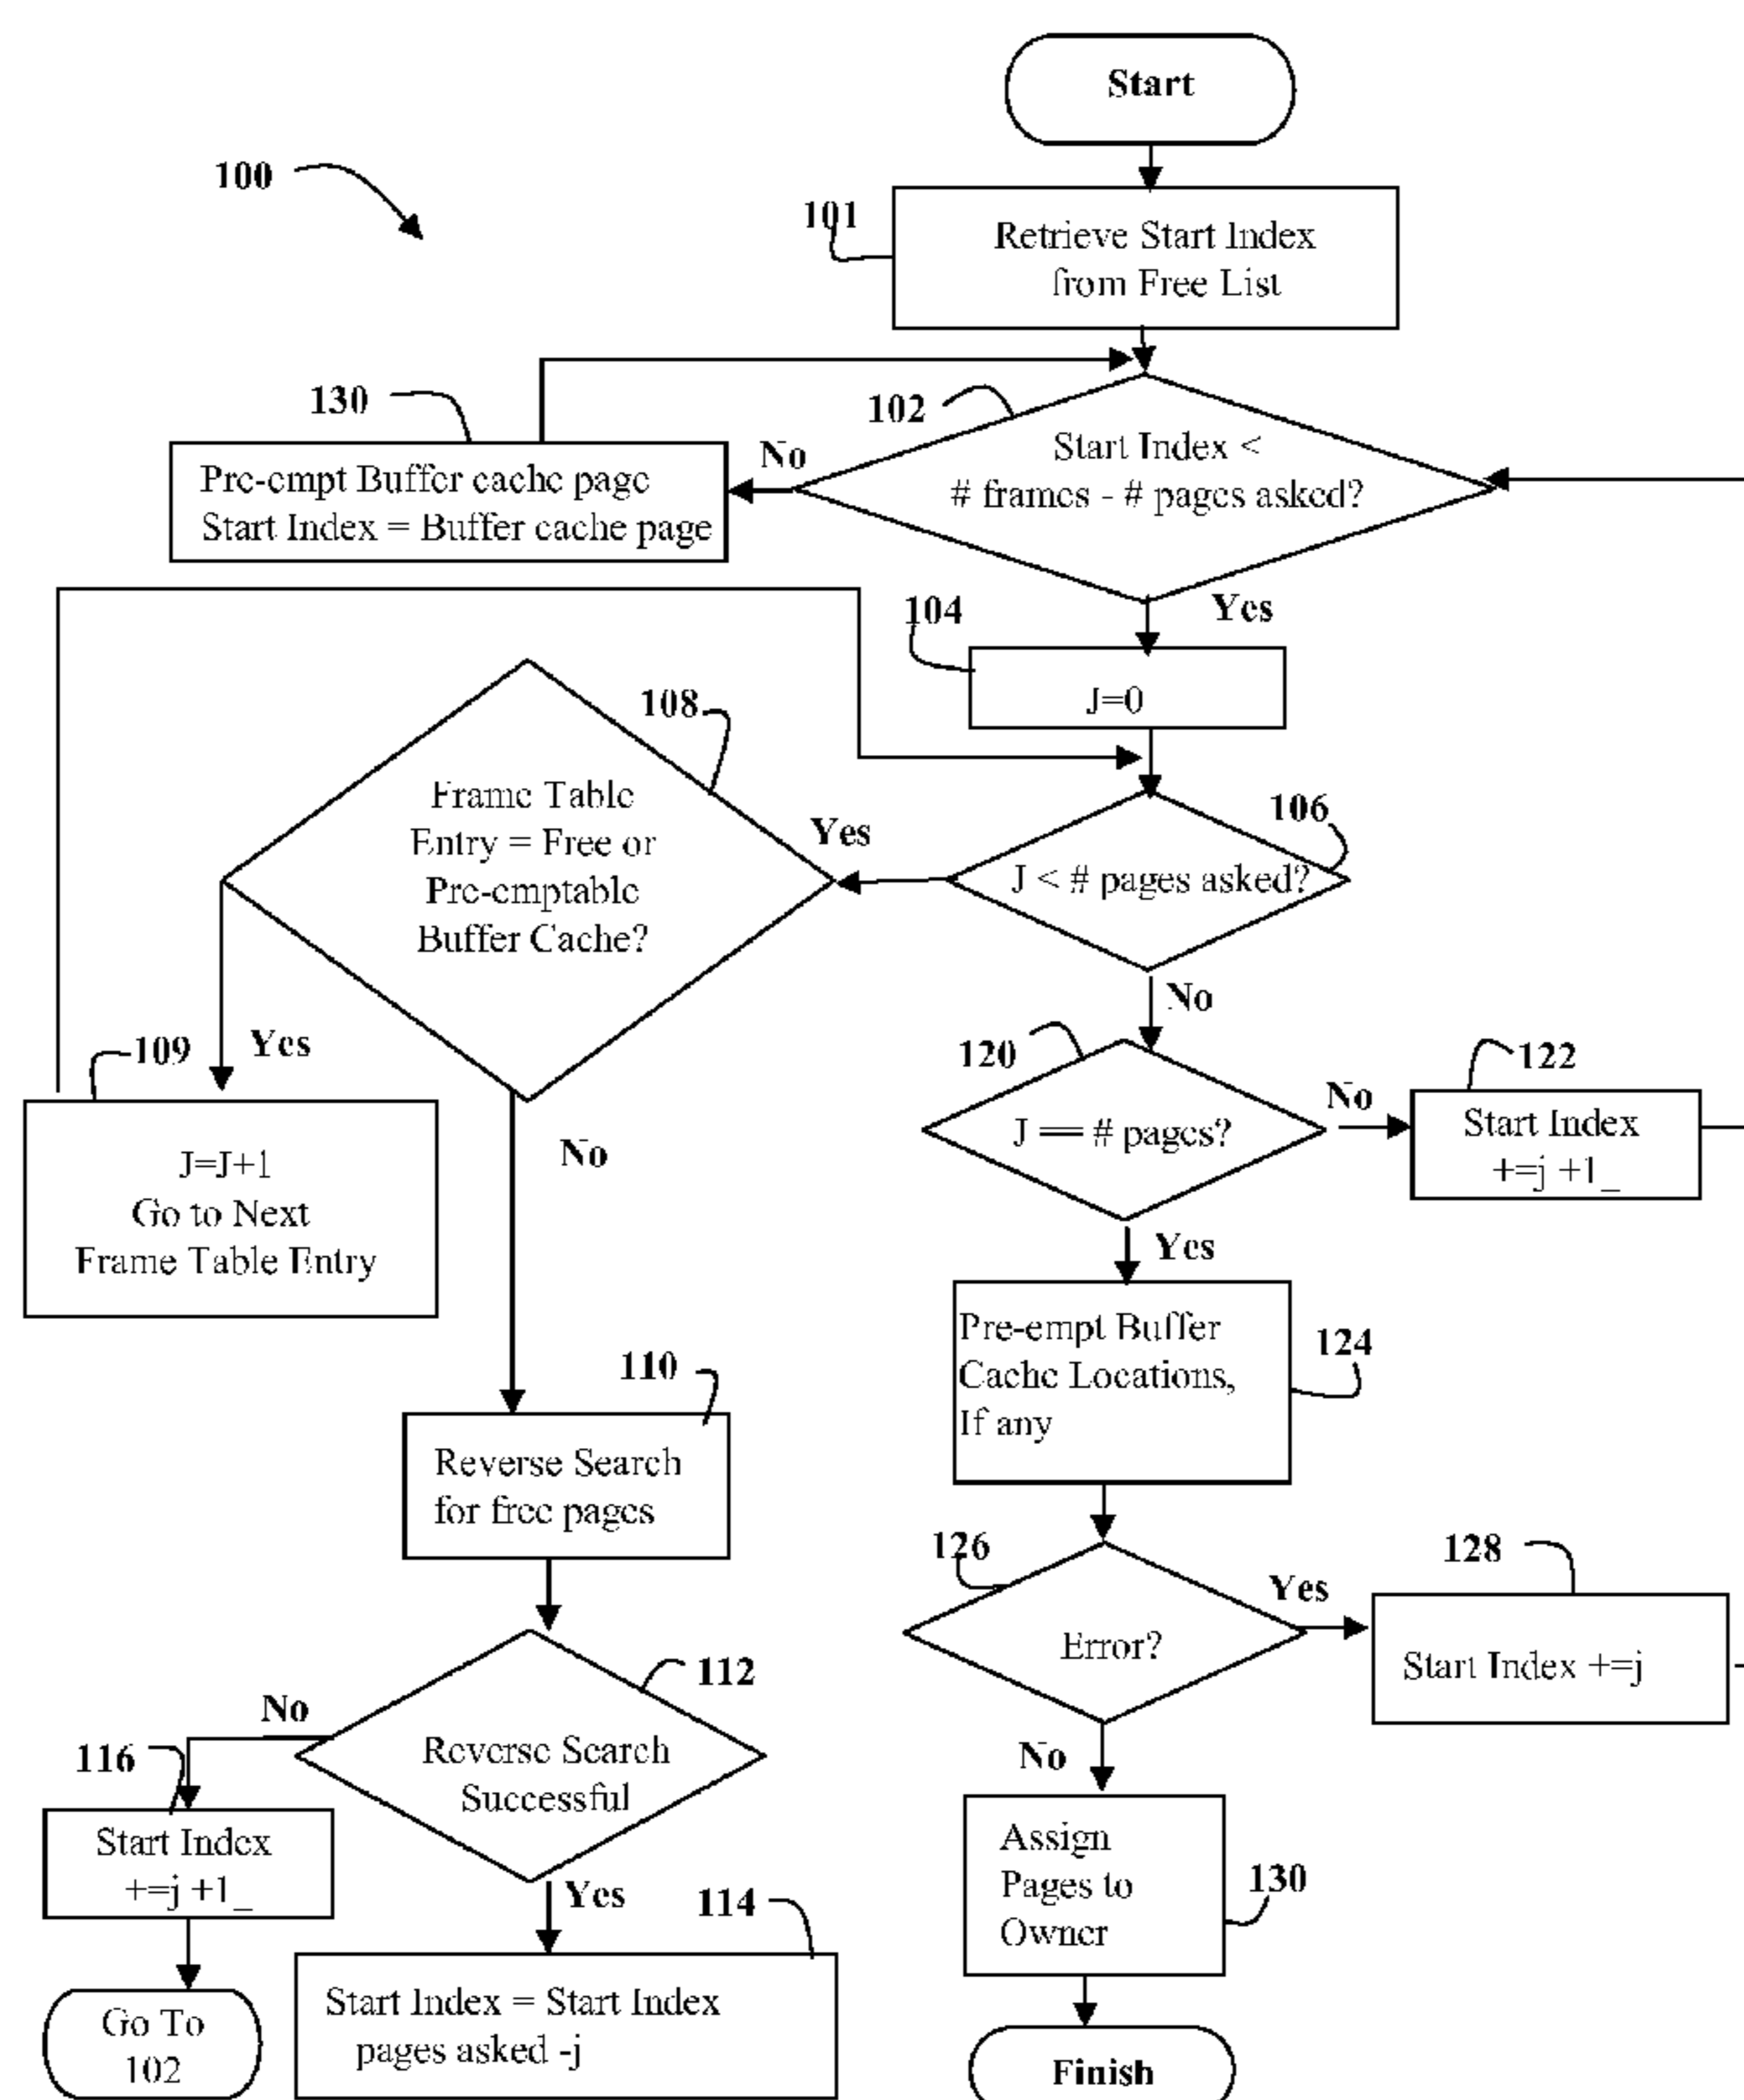 Start
100
101
Retrieve Start Index
from Free List
130
102
Start Index <
# frames - # pages asked?
No
Pre-empt Buffer cache page
Start Index = Buffer cache page
Yes
104
J=0
108
Frame Table
Entry = Free or
Pre-emptable
Buffer Cache?
Yes
106
J < # pages asked?
No
109
Yes
J=J+1
Go to Next
Frame Table Entry
No
120
J == # pages?
No
122
Start Index
+=j +1_
Yes
Pre-empt Buffer
Cache Locations,
If any
124
110
Reverse Search
for free pages
126
Error?
Yes
128
Start Index +=j
112
Reverse Search
Successful
No
116
Start Index
+=j +1_
Go To
102
Yes
114
Start Index = Start Index
pages asked -j
No
Assign
Pages to
Owner
130
Finish